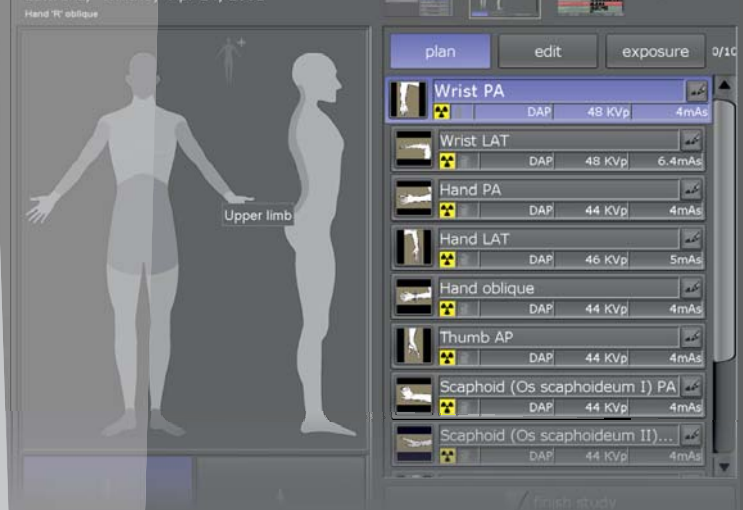 Hand 'R' oblique
plan
edit
exposure
0/10
Wrist PA
DAP 48 KVp 4mAs
Wrist LAT
DAP 48 KVp 6.4mAs
Hand PA
DAP 44 KVp 4mAs
Upper limb
Hand LAT
DAP 46 KVp 5mAs
Hand oblique
DAP 44 KVp 4mAs
Thumb AP
DAP 44 KVp 4mAs
Scaphoid (Os scaphoideum I) PA
DAP 44 KVp 4mAs
Scaphoid (Os scaphoideum II)...
DAP 44 KVp 4mAs
finish study